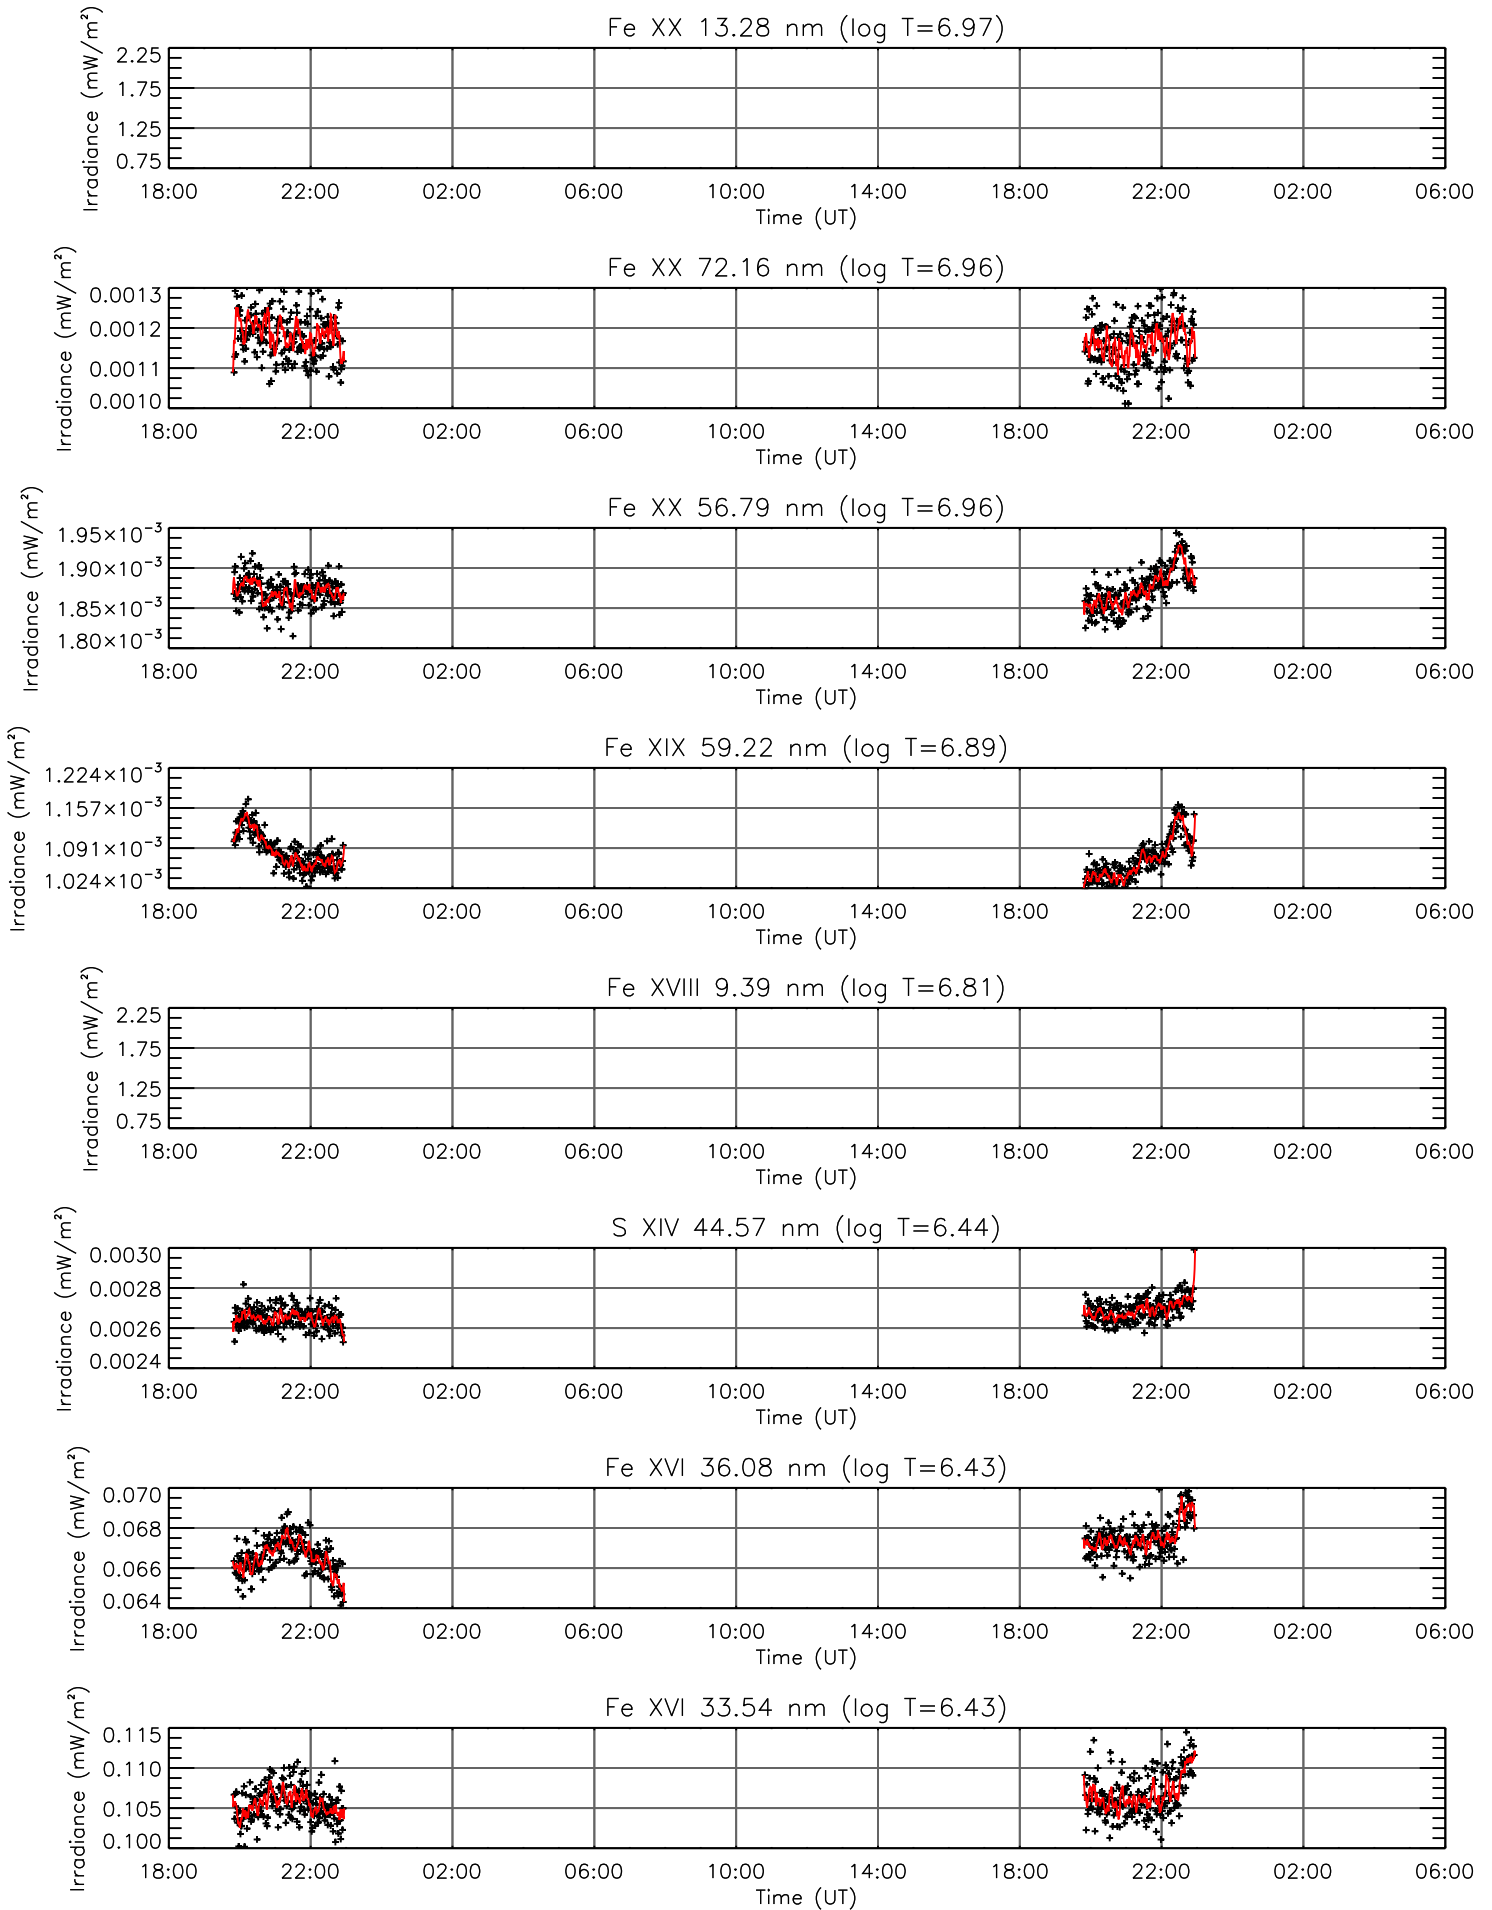 Fe XX 13.28 nm (log T=6.97)
Irradiance (mW/m²)
2.25
1.75
1.25
0.75
18:00 22:00 02:00 06:00 10:00 14:00 18:00 22:00 02:00 06:00
Time (UT)
Fe XX 72.16 nm (log T=6.96)
Irradiance (mW/m²)
0.0013
0.0012
0.0011
0.0010
18:00 22:00 02:00 06:00 10:00 14:00 18:00 22:00 02:00 06:00
Time (UT)
Fe XX 56.79 nm (log T=6.96)
Irradiance (mW/m²)
1.95×10⁻³
1.90×10⁻³
1.85×10⁻³
1.80×10⁻³
18:00 22:00 02:00 06:00 10:00 14:00 18:00 22:00 02:00 06:00
Time (UT)
Fe XIX 59.22 nm (log T=6.89)
Irradiance (mW/m²)
1.224×10⁻³
1.157×10⁻³
1.091×10⁻³
1.024×10⁻³
18:00 22:00 02:00 06:00 10:00 14:00 18:00 22:00 02:00 06:00
Time (UT)
Fe XVIII 9.39 nm (log T=6.81)
Irradiance (mW/m²)
2.25
1.75
1.25
0.75
18:00 22:00 02:00 06:00 10:00 14:00 18:00 22:00 02:00 06:00
Time (UT)
S XIV 44.57 nm (log T=6.44)
Irradiance (mW/m²)
0.0030
0.0028
0.0026
0.0024
18:00 22:00 02:00 06:00 10:00 14:00 18:00 22:00 02:00 06:00
Time (UT)
Fe XVI 36.08 nm (log T=6.43)
Irradiance (mW/m²)
0.070
0.068
0.066
0.064
18:00 22:00 02:00 06:00 10:00 14:00 18:00 22:00 02:00 06:00
Time (UT)
Fe XVI 33.54 nm (log T=6.43)
Irradiance (mW/m²)
0.115
0.110
0.105
0.100
18:00 22:00 02:00 06:00 10:00 14:00 18:00 22:00 02:00 06:00
Time (UT)